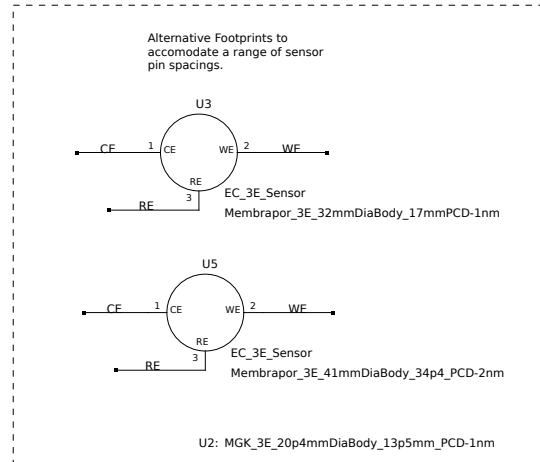 Alternative Footprints to
accomodate a range of sensor
pin spacings.
U3
CE 1 CE WE 2 WE
RE
3
RE
EC_3E_Sensor
Membrapor_3E_32mmDiaBody_17mmPCD-1nm
U5
CE 1 CE WE 2 WE
RE
3
RE
EC_3E_Sensor
Membrapor_3E_41mmDiaBody_34p4_PCD-2nm
U2: MGK_3E_20p4mmDiaBody_13p5mm_PCD-1nm